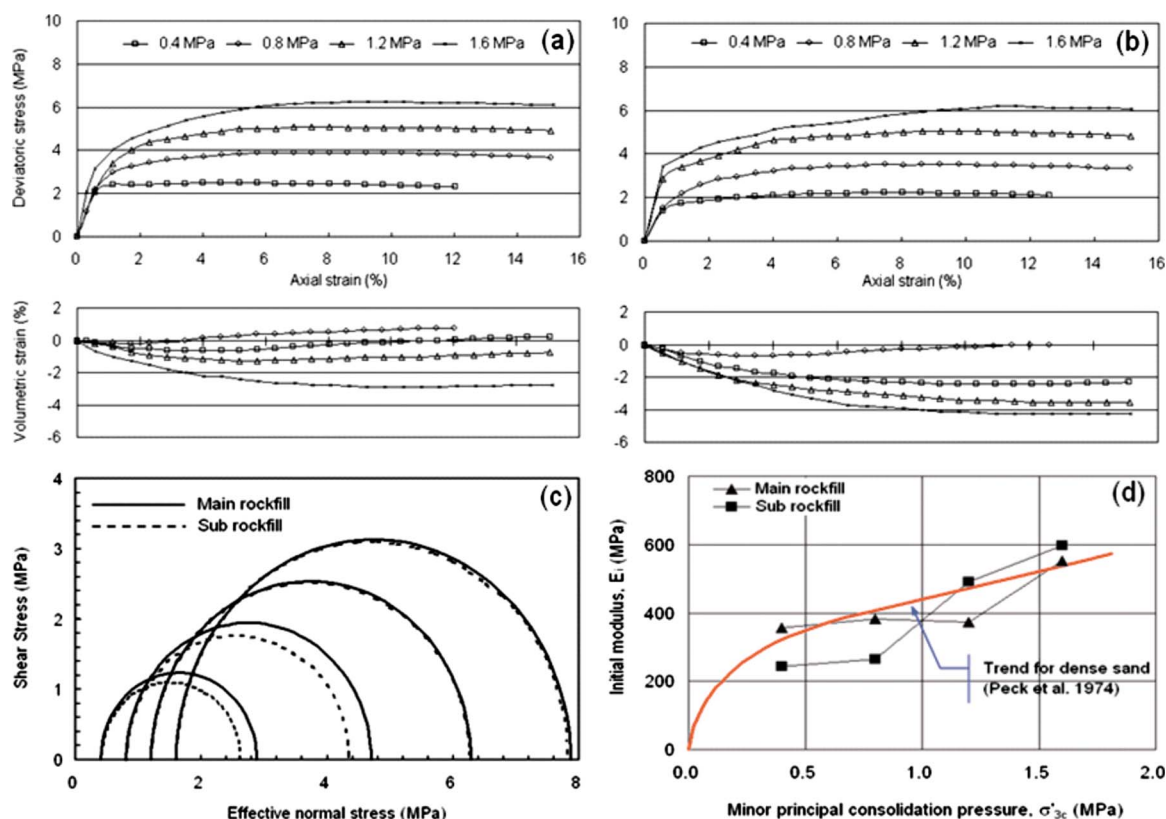 10
8
6
4
2
0
Deviatoric stress (MPa)
0.4 MPa 0.8 MPa 1.2 MPa 1.6 MPa
(a)
0 2 4 6 8 10 12 14 16
Axial strain (%)
10
8
6
4
2
0
0.4 MPa 0.8 MPa 1.2 MPa 1.6 MPa
(b)
0 2 4 6 8 10 12 14 16
Axial strain (%)
2
0
-2
-4
-6
Volumetric strain (%)
2
0
-2
-4
-6
4
3
2
1
0
Shear Stress (MPa)
Main rockfill
Sub rockfill
(c)
0 2 4 6 8
Effective normal stress (MPa)
800
600
400
200
0
Initial modulus, Ei (MPa)
Main rockfill
Sub rockfill
(d)
Trend for dense sand
(Peck et al. 1974)
0.0 0.5 1.0 1.5 2.0
Minor principal consolidation pressure, σ'3c (MPa)